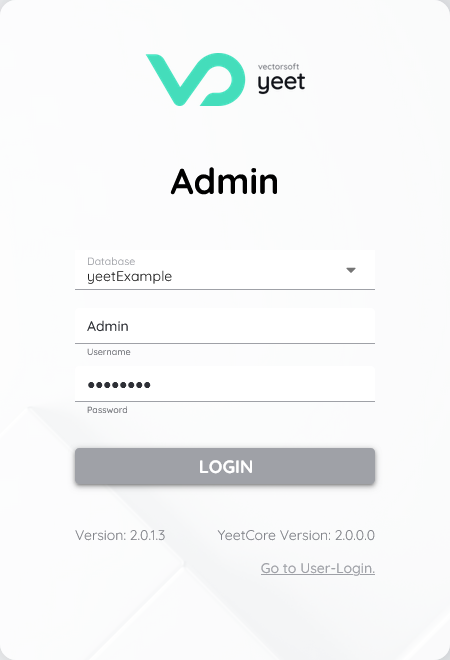 vectorsoft
yeet
Admin
Database
yeetExample
Admin
Username
●●●●●●●●
Password
LOGIN
Version: 2.0.1.3 YeetCore Version: 2.0.0.0
Go to User-Login.